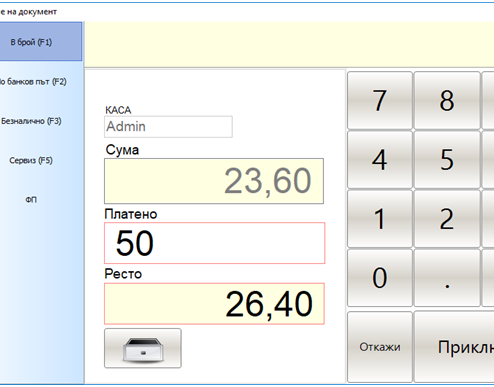 е на документ
В брой (F1)
о банков път (F2)
Безналично (F3)
Сервиз (F5)
ФП
КАСА
Admin
Сума
23,60
Платено
50
Ресто
26,40
7 8
4 5
1 2
0 .
Откажи Приклю